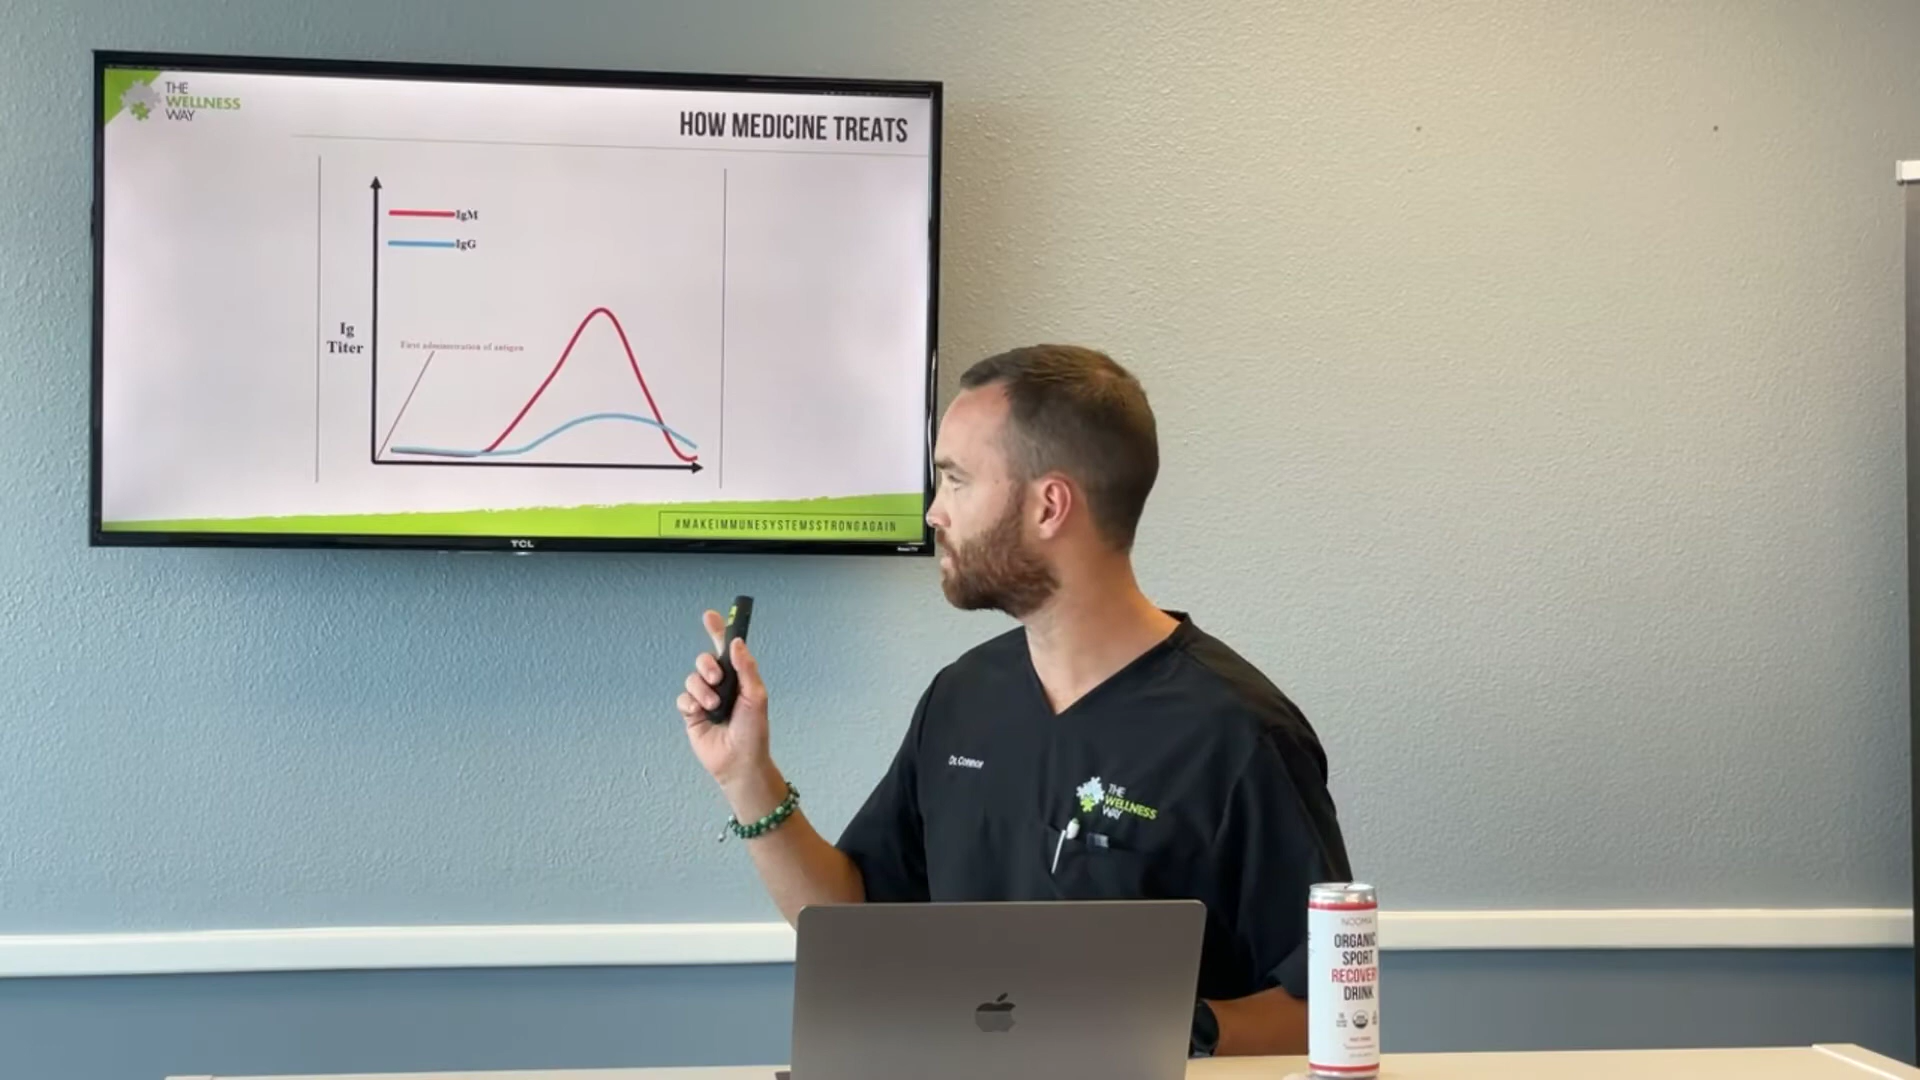 THE
WELLNESS
WAY
HOW MEDICINE TREATS
IgM
IgG
Ig
Titer
First administration of antigen
#MAKEIMMUNESYSTEMSSTRONGAGAIN
TCL
Dr. Connor
THE
WELLNESS
WAY
NOOMA
ORGANIC
SPORT
RECOVERY
DRINK